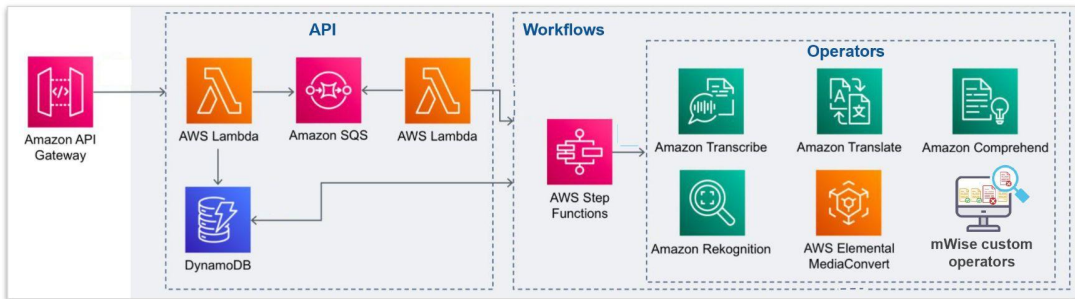 API
Workflows
Operators
Amazon API
Gateway
AWS Lambda
Amazon SQS
AWS Lambda
DynamoDB
AWS Step
Functions
Amazon Transcribe
Amazon Translate
Amazon Comprehend
Amazon Rekognition
AWS Elemental
MediaConvert
mWise custom
operators